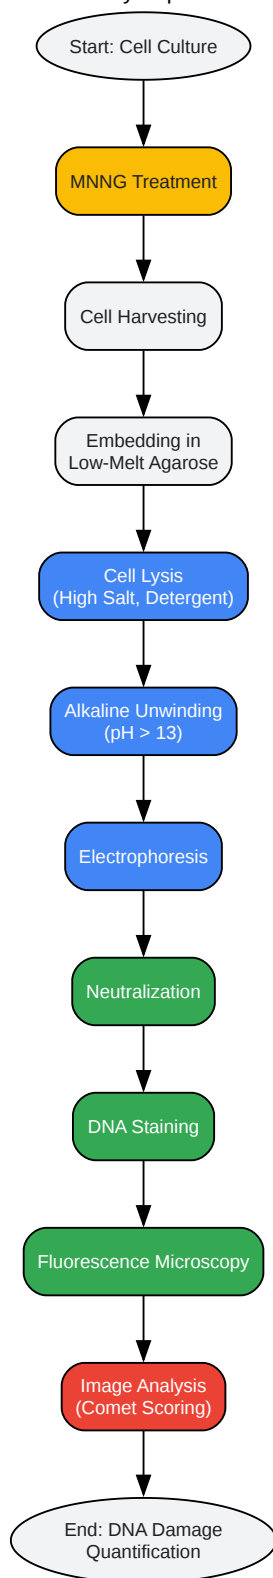 Start: Cell Culture
MNNG Treatment
Cell Harvesting
Embedding in
Low-Melt Agarose
Cell Lysis
(High Salt, Detergent)
Alkaline Unwinding
(pH > 13)
Electrophoresis
Neutralization
DNA Staining
Fluorescence Microscopy
Image Analysis
(Comet Scoring)
End: DNA Damage
Quantification